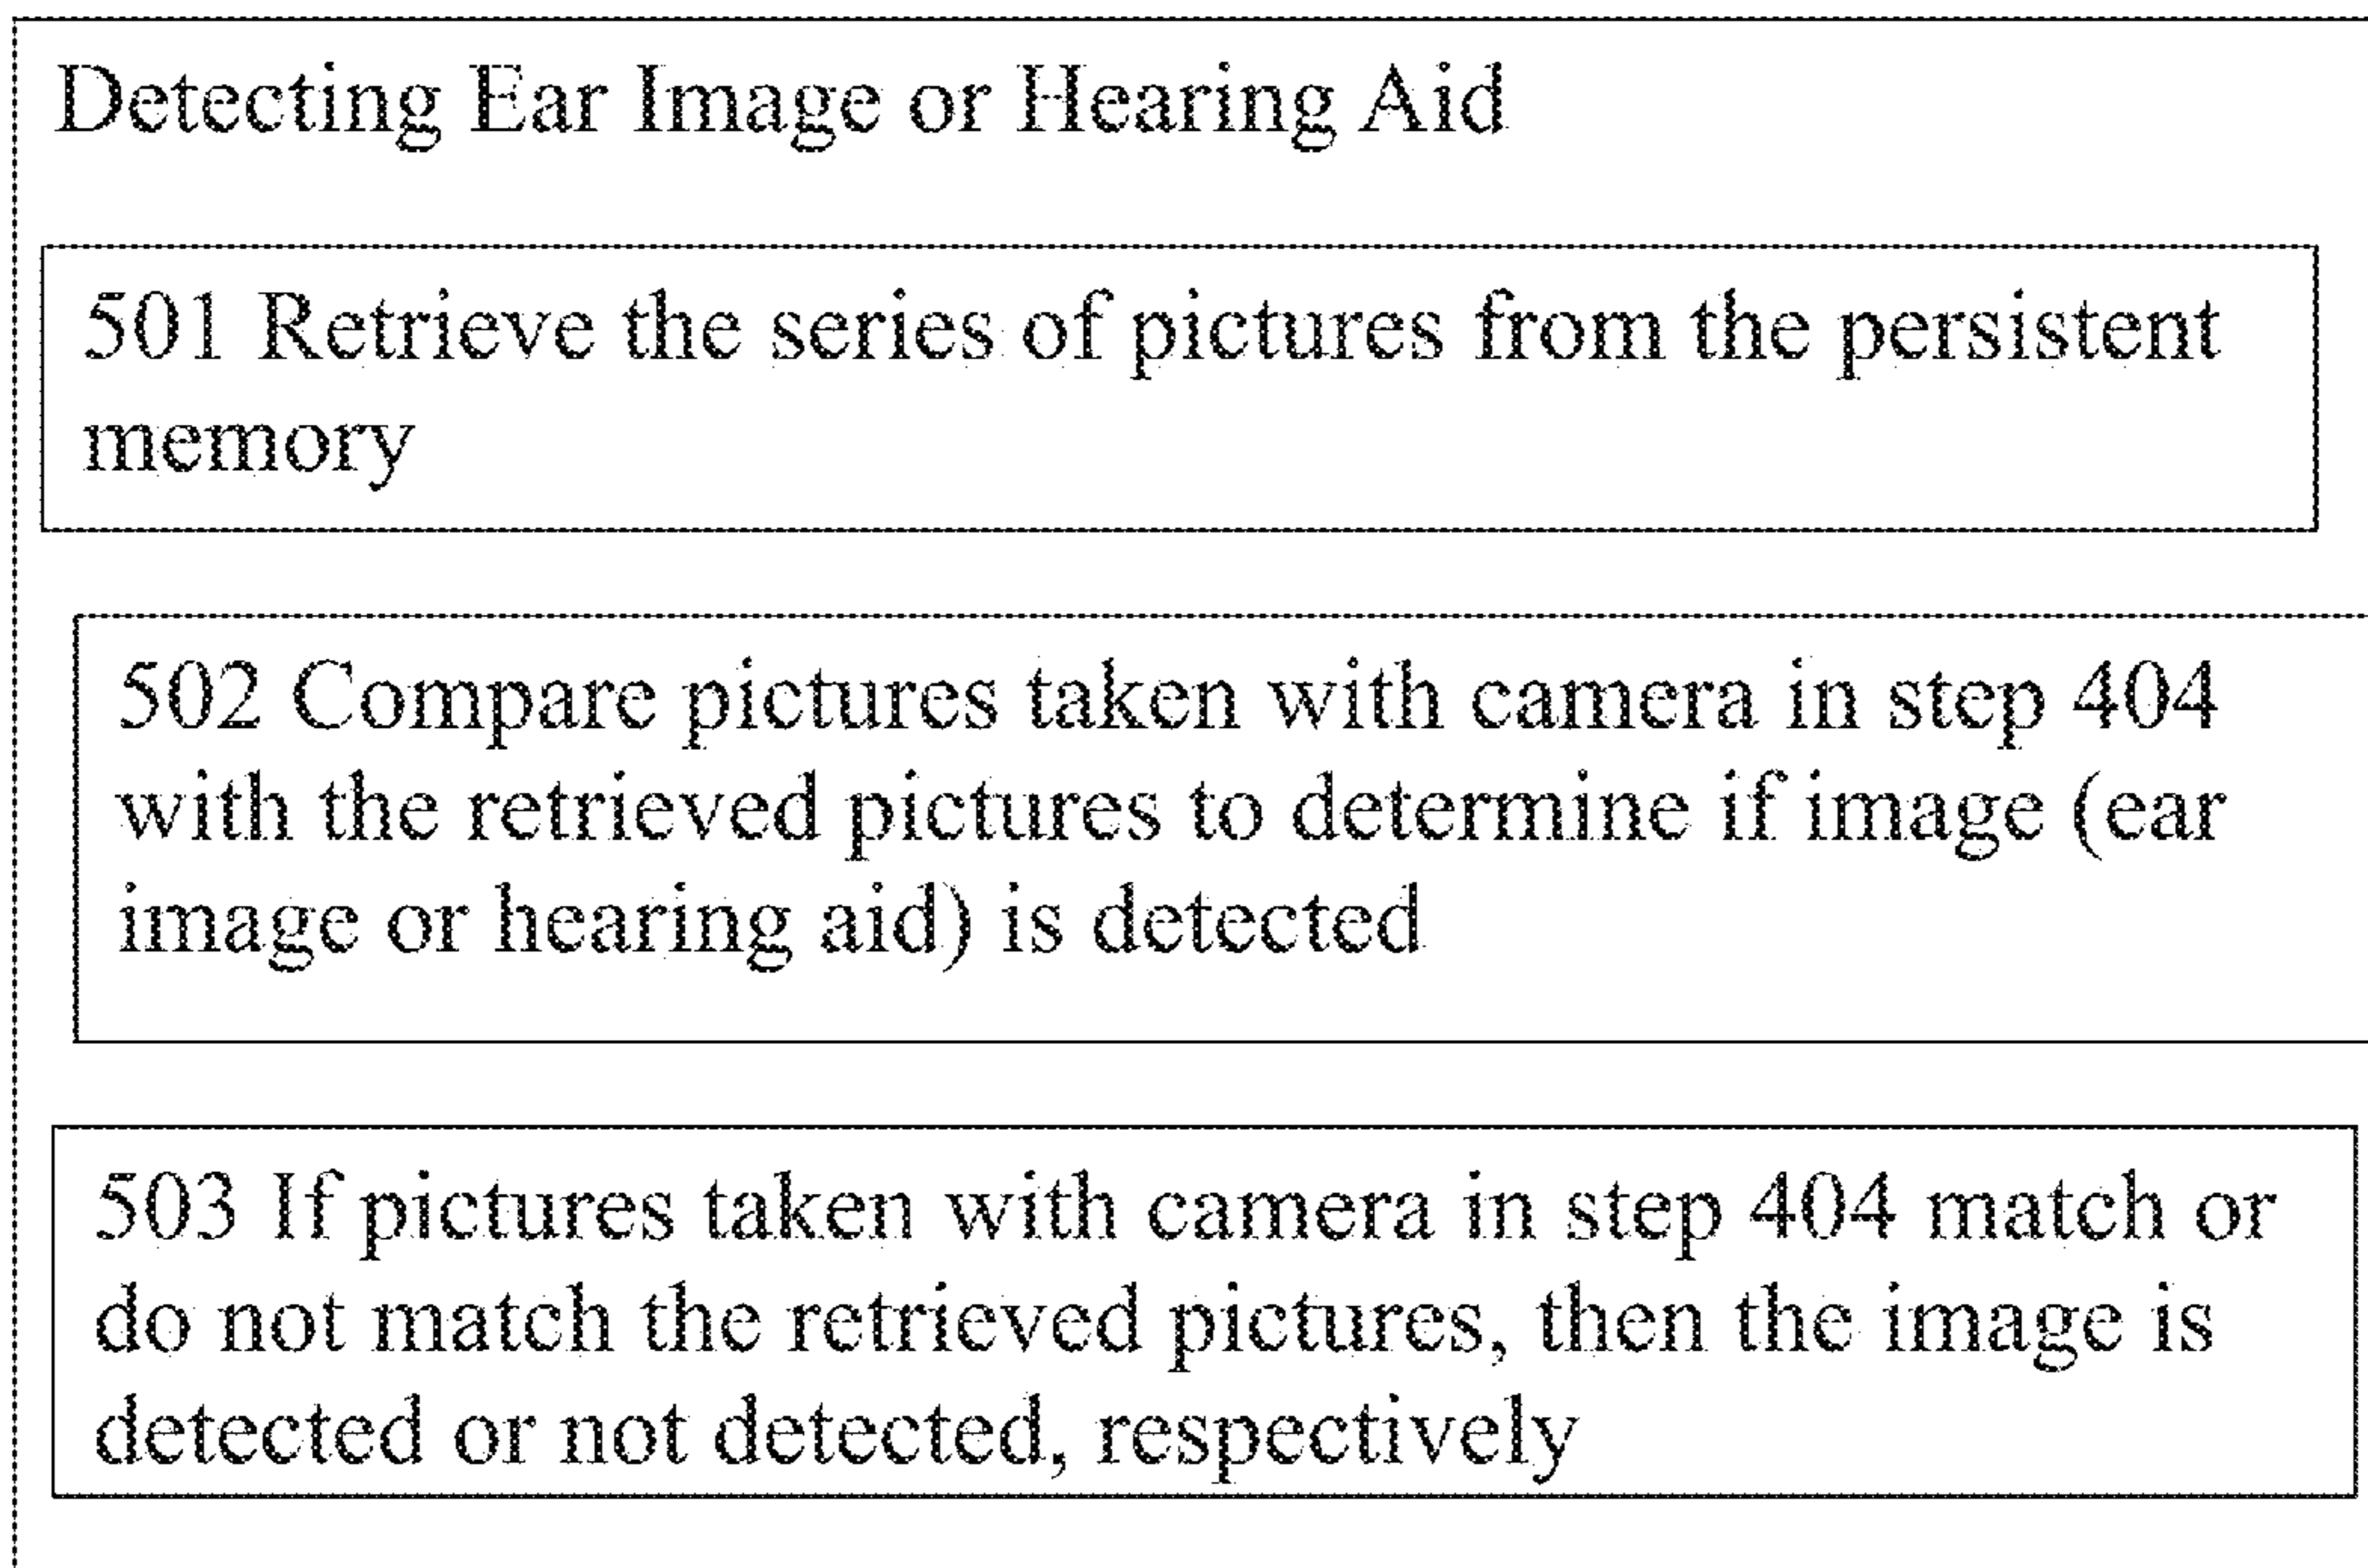 Detecting Ear Image or Hearing Aid
501 Retrieve the series of pictures from the persistent
memory
502 Compare pictures taken with camera in step 404
with the retrieved pictures to determine if image (ear
image or hearing aid) is detected
503 If pictures taken with camera in step 404 match or
do not match the retrieved pictures, then the image is
detected or not detected, respectively